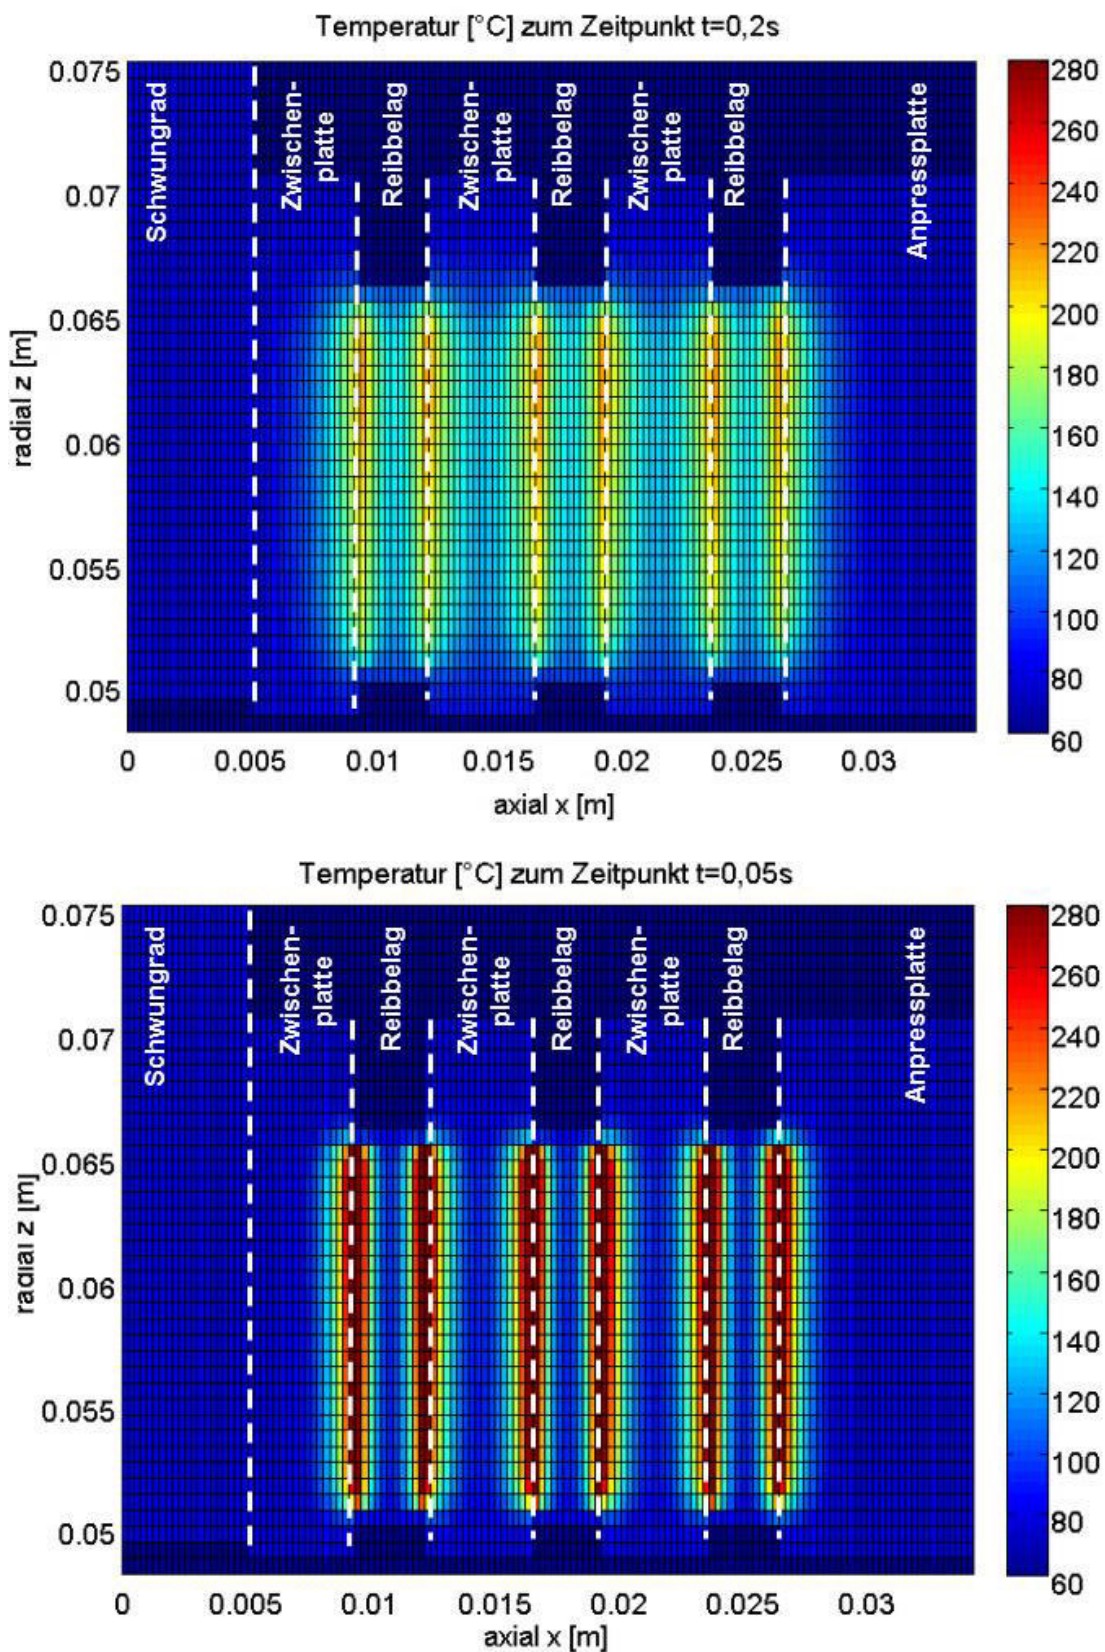 Temperatur [°C] zum Zeitpunkt t=0,2s
Schwungrad
Zwischen-
platte
Reibbelag
Zwischen-
platte
Reibbelag
Zwischen-
platte
Reibbelag
Anpressplatte
radial z [m]
0.075
0.07
0.065
0.06
0.055
0.05
0 0.005 0.01 0.015 0.02 0.025 0.03
axial x [m]
280
260
240
220
200
180
160
140
120
100
80
60
Temperatur [°C] zum Zeitpunkt t=0,05s
Schwungrad
Zwischen-
platte
Reibbelag
Zwischen-
platte
Reibbelag
Zwischen-
platte
Reibbelag
Anpressplatte
radial z [m]
0.075
0.07
0.065
0.06
0.055
0.05
0 0.005 0.01 0.015 0.02 0.025 0.03
axial x [m]
280
260
240
220
200
180
160
140
120
100
80
60